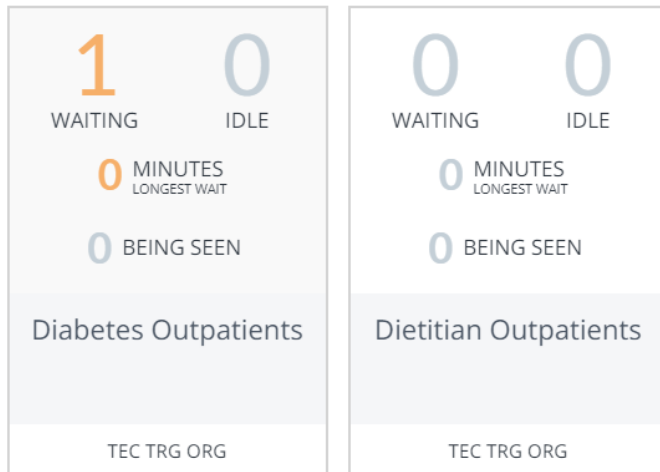 1 0
WAITING IDLE
0 MINUTES
LONGEST WAIT
0 BEING SEEN
Diabetes Outpatients
TEC TRG ORG
0 0
WAITING IDLE
0 MINUTES
LONGEST WAIT
0 BEING SEEN
Dietitian Outpatients
TEC TRG ORG